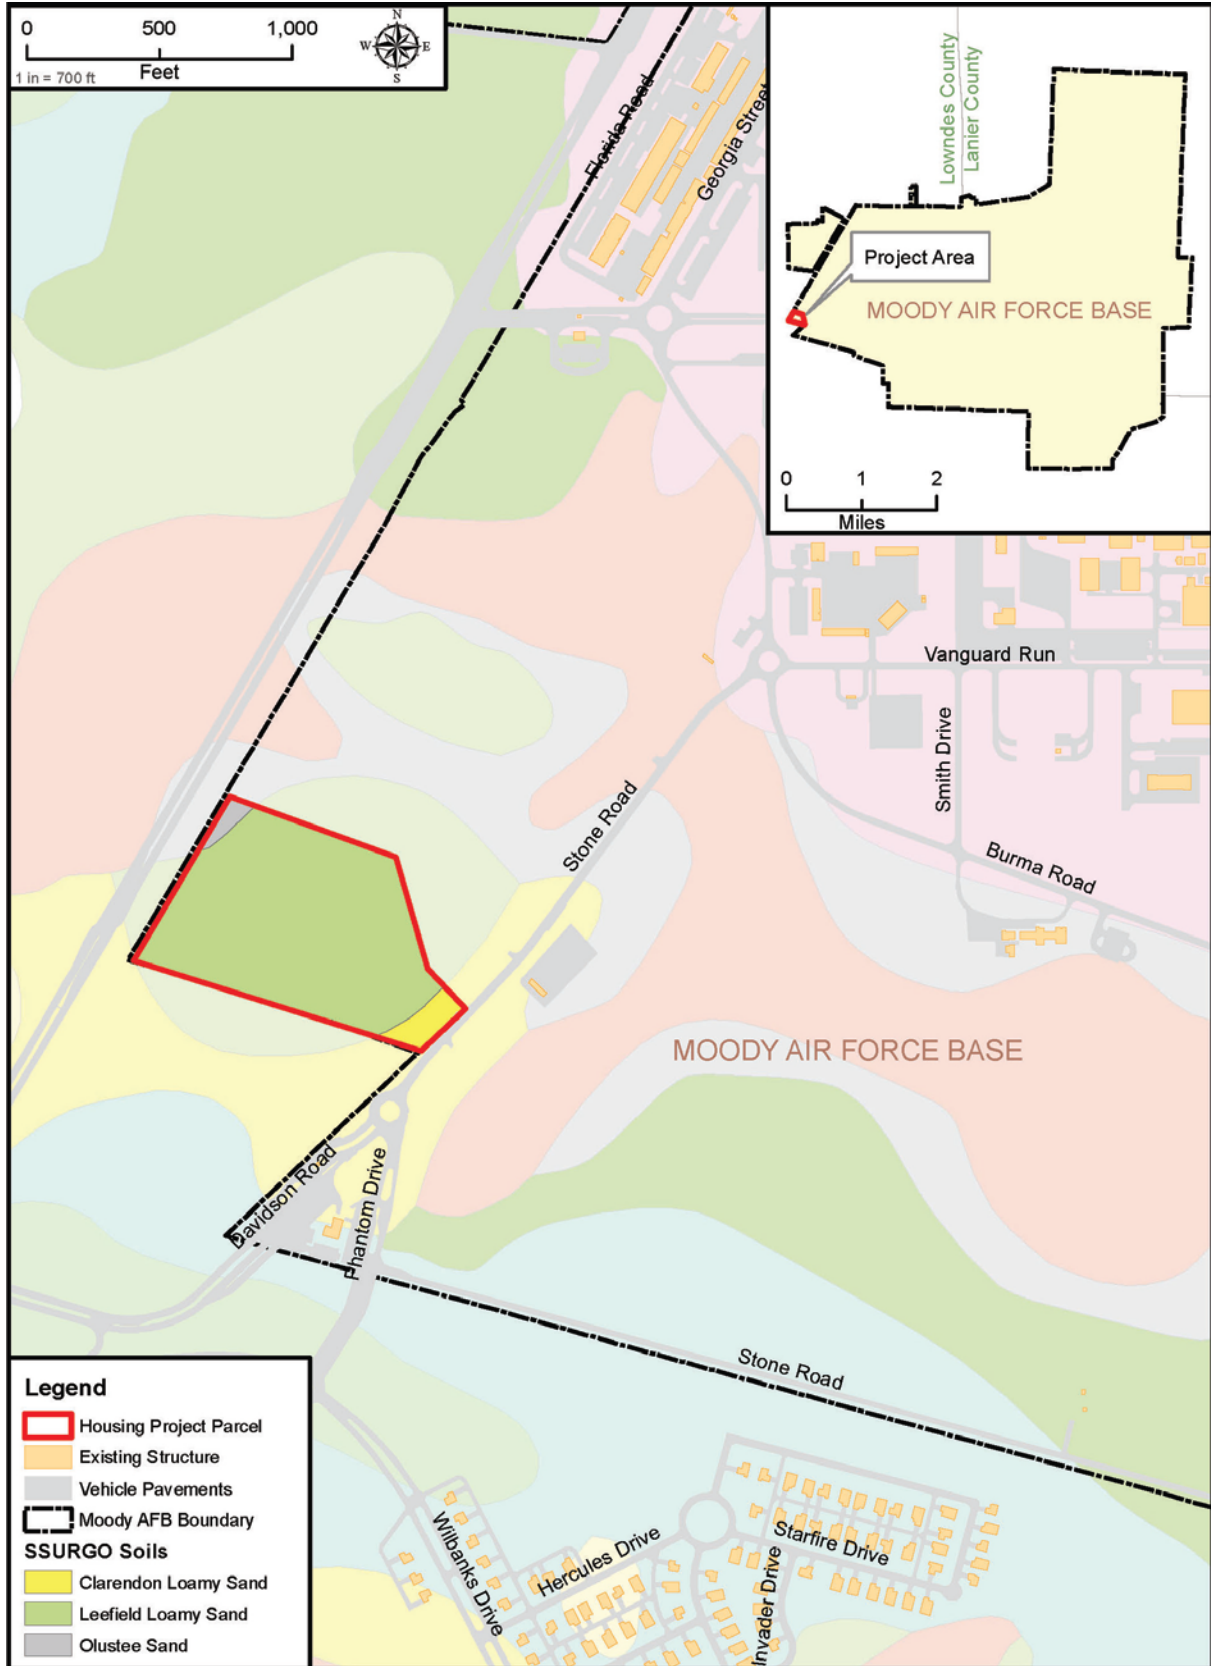 0 500 1,000
Feet
1 in = 700 ft
N
W E
S
Florida Road
Georgia Street
Lowndes County
Lanier County
Project Area
MOODY AIR FORCE BASE
0 1 2
Miles
Vanguard Run
Smith Drive
Stone Road
Burma Road
MOODY AIR FORCE BASE
Davidson Road
Phantom Drive
Stone Road
Wilbanks Drive
Hercules Drive
Invader Drive
Starfire Drive
Legend
Housing Project Parcel
Existing Structure
Vehicle Pavements
Moody AFB Boundary
SSURGO Soils
Clarendon Loamy Sand
Leefield Loamy Sand
Olustee Sand